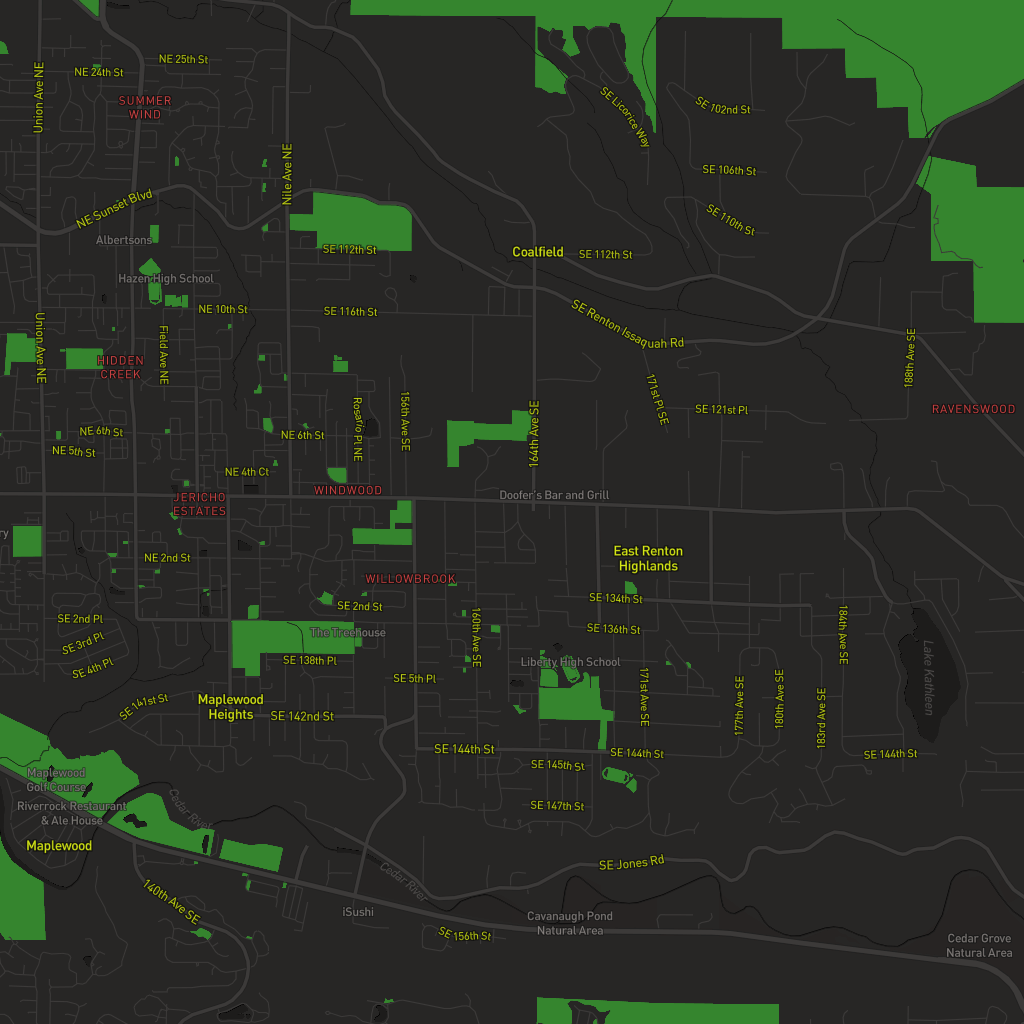 NE 25th St
NE 24th St
Union Ave NE
SUMMER
WIND
SE Licorice Way
SE 102nd St
Nile Ave NE
SE 106th St
NE Sunset Blvd
SE 110th St
Albertsons
SE 112th St
Coalfield
SE 112th St
Hazen High School
NE 10th St
SE 116th St
SE Renton Issaquah Rd
Union Ave NE
Field Ave NE
HIDDEN
CREEK
188th Ave SE
171st Pl SE
SE 121st Pl
RAVENSWOOD
Rosario Pl NE
156th Ave SE
164th Ave SE
NE 6th St
NE 6th St
NE 5th St
NE 4th Ct
WINDWOOD
JERICHO
ESTATES
Doofer's Bar and Grill
ry
NE 2nd St
East Renton
Highlands
WILLOWBROOK
SE 2nd St
SE 134th St
SE 2nd Pl
The Treehouse
160th Ave SE
SE 136th St
184th Ave SE
SE 3rd Pl
SE 4th Pl
SE 138th Pl
Liberty High School
Lake Kathleen
SE 5th Pl
171st Ave SE
177th Ave SE
180th Ave SE
183rd Ave SE
SE 141st St
Maplewood
Heights
SE 142nd St
SE 144th St
SE 144th St
SE 144th St
SE 145th St
Maplewood
Golf Course
Riverrock Restaurant
& Ale House
Cedar River
SE 147th St
Maplewood
SE Jones Rd
Cedar River
140th Ave SE
iSushi
Cavanaugh Pond
Natural Area
SE 156th St
Cedar Grove
Natural Area